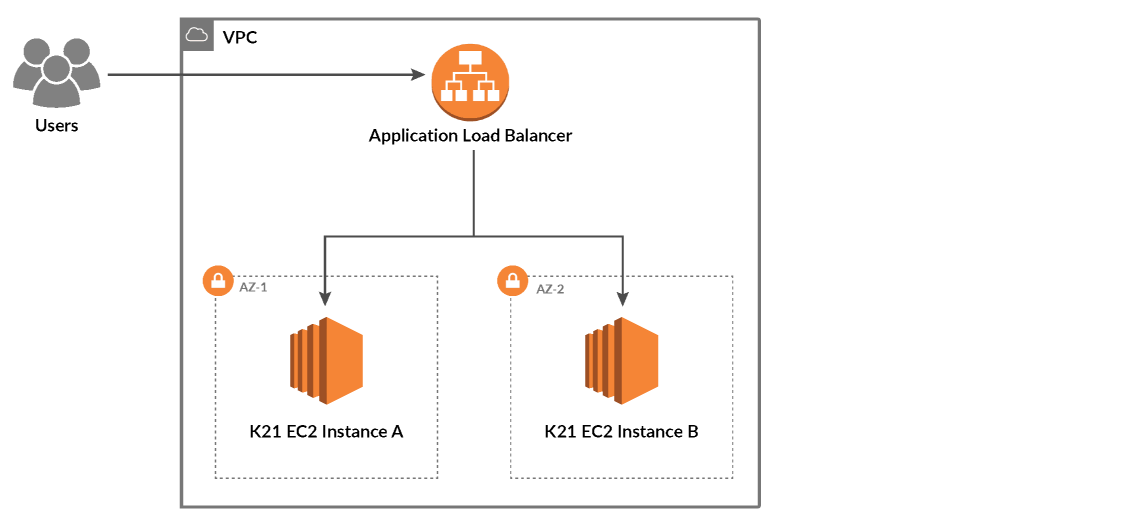 VPC
Users
Application Load Balancer
AZ-1
AZ-2
K21 EC2 Instance A
K21 EC2 Instance B